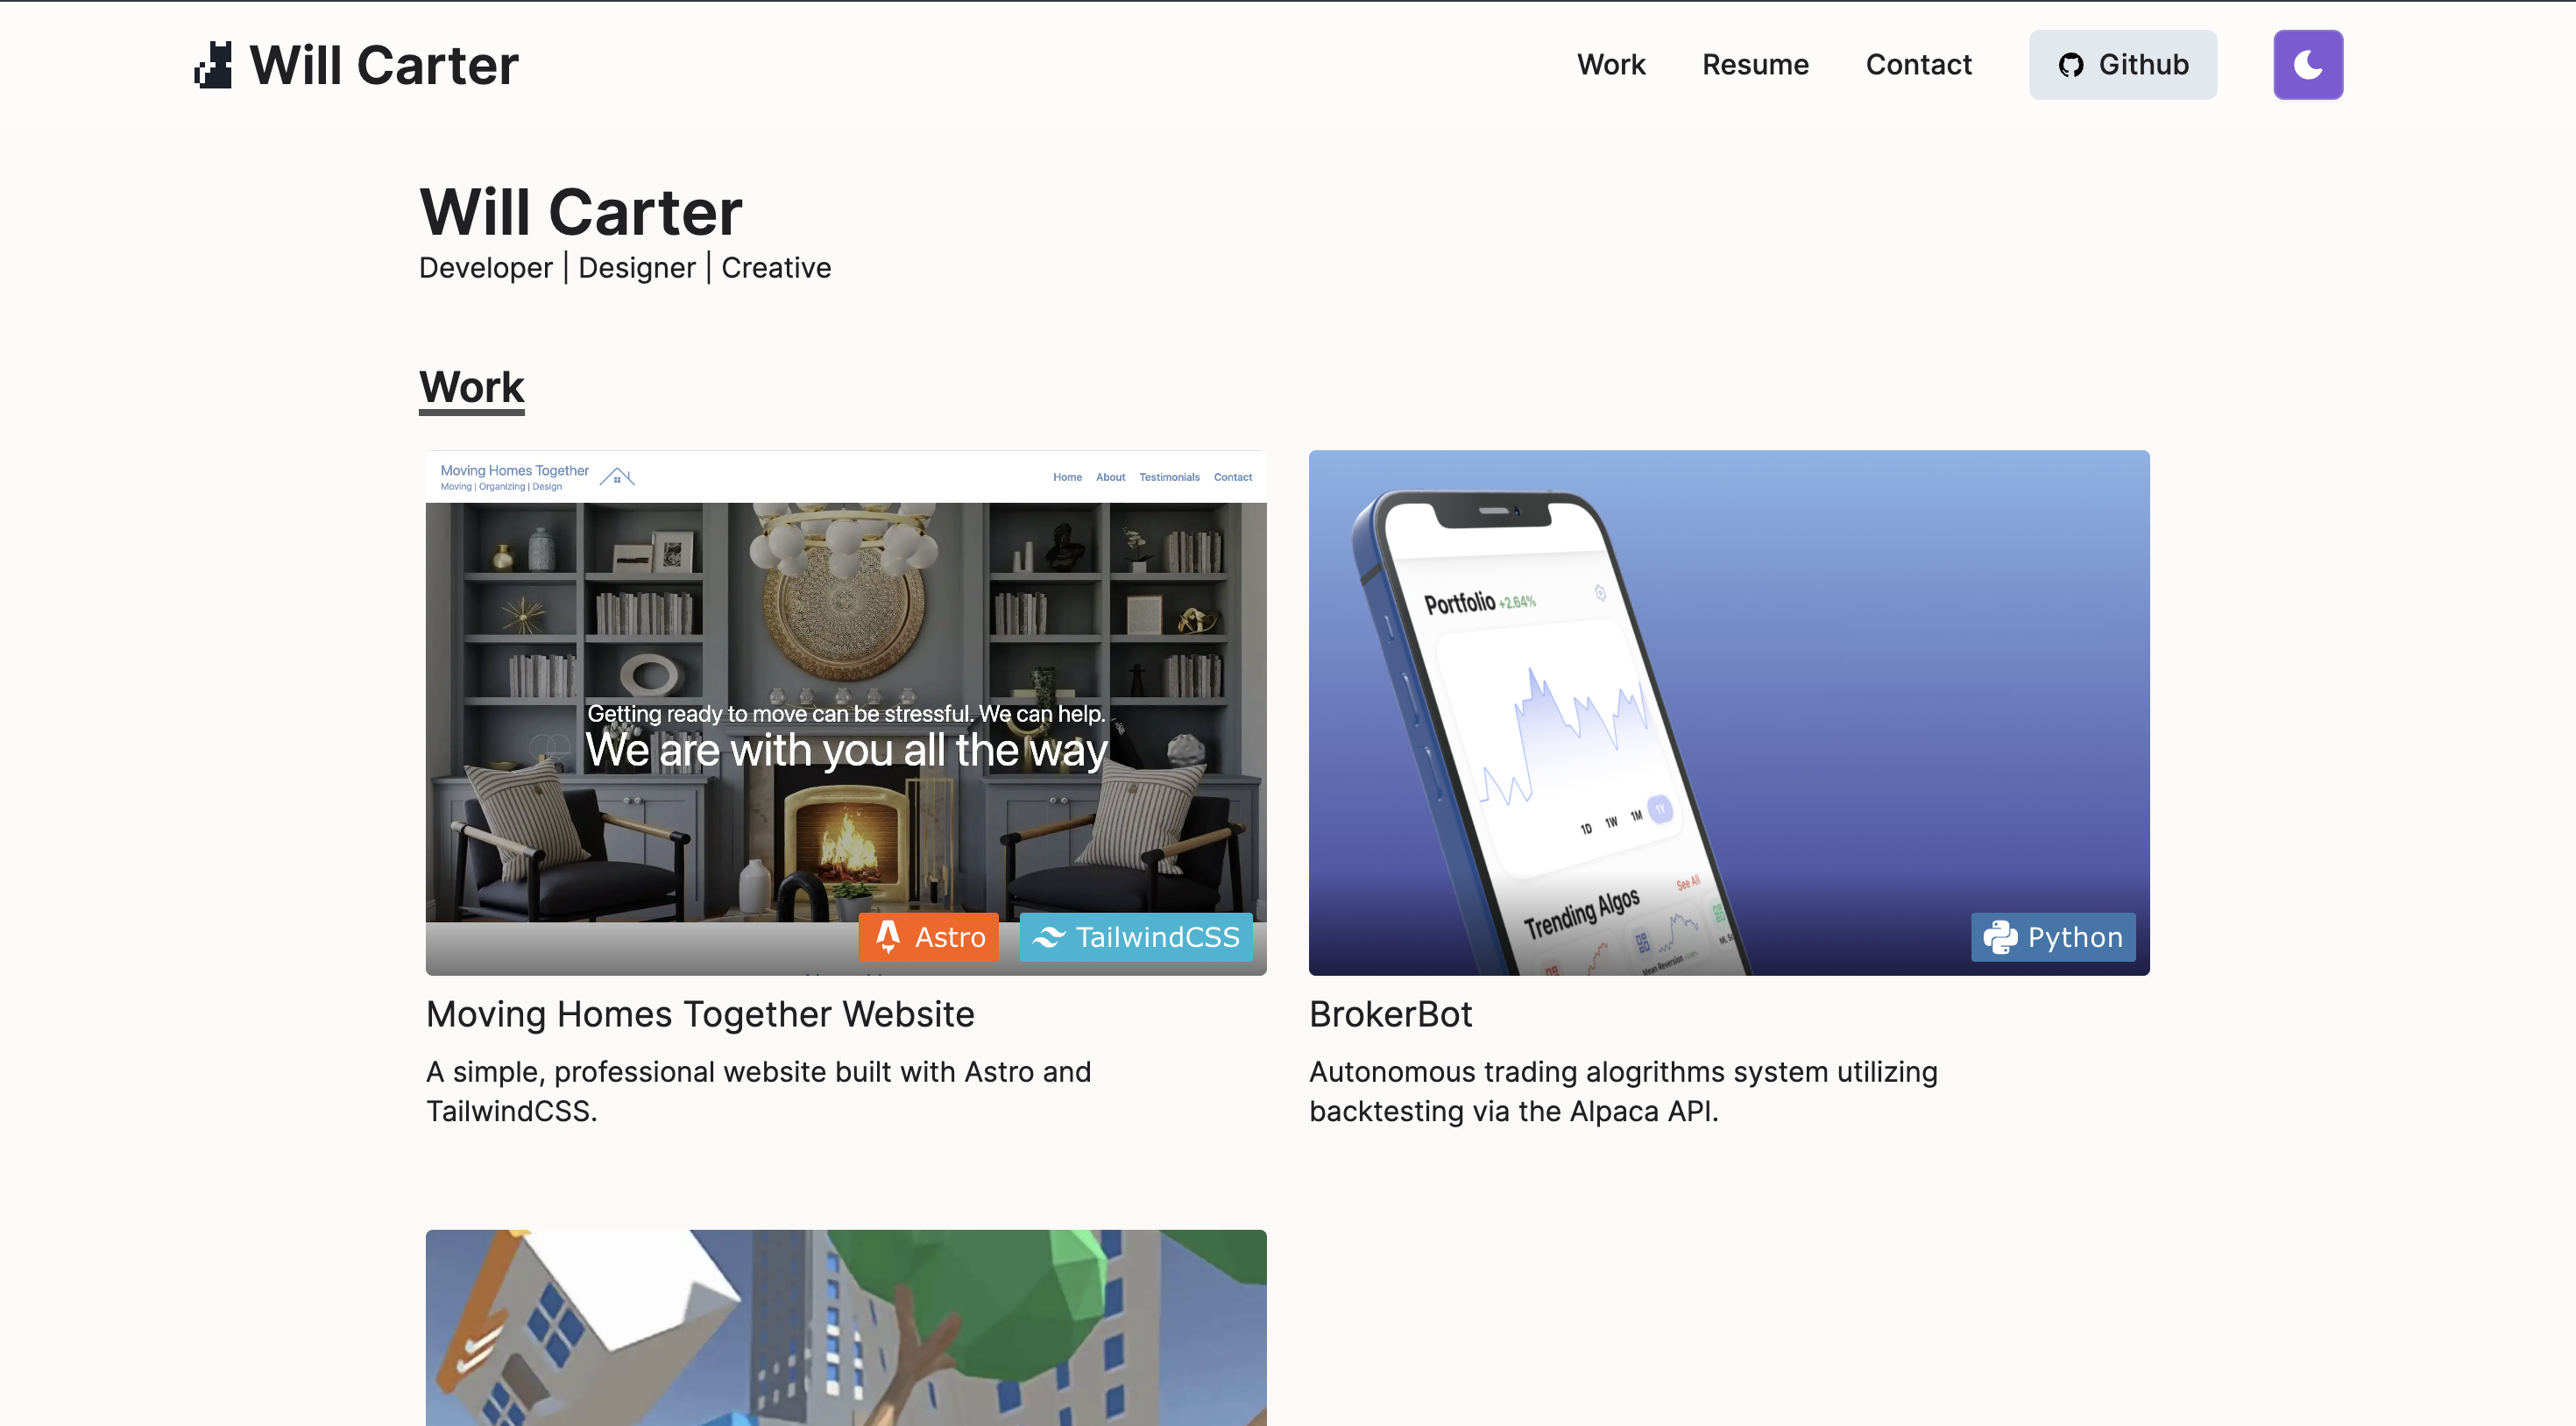 Will Carter
Work
Resume
Contact
Github
Will Carter
Developer | Designer | Creative
Work
Moving Homes Together
Moving | Organizing | Design
Home
About
Testimonials
Contact
Getting ready to move can be stressful. We can help.
We are with you all the way
Astro
TailwindCSS
Portfolio +2.64%
1D 1W 1M 1Y
Trending Algos
See All
Mean Reversion
Python
Moving Homes Together Website
A simple, professional website built with Astro and
TailwindCSS.
BrokerBot
Autonomous trading alogrithms system utilizing
backtesting via the Alpaca API.